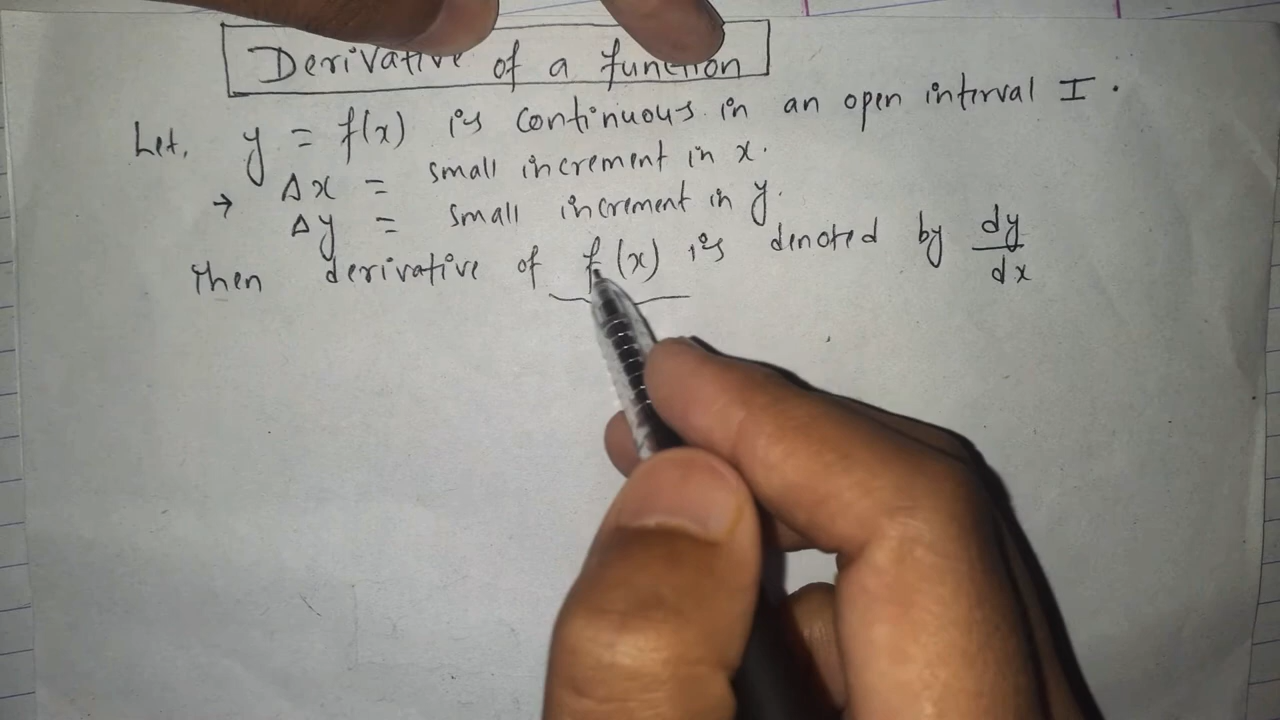 Derivative of a function
Let, y = f(x) is continuous in an open interval I.
→ Δx = small increment in x.
Δy = small increment in y.
Then derivative of f(x) is denoted by dy/dx